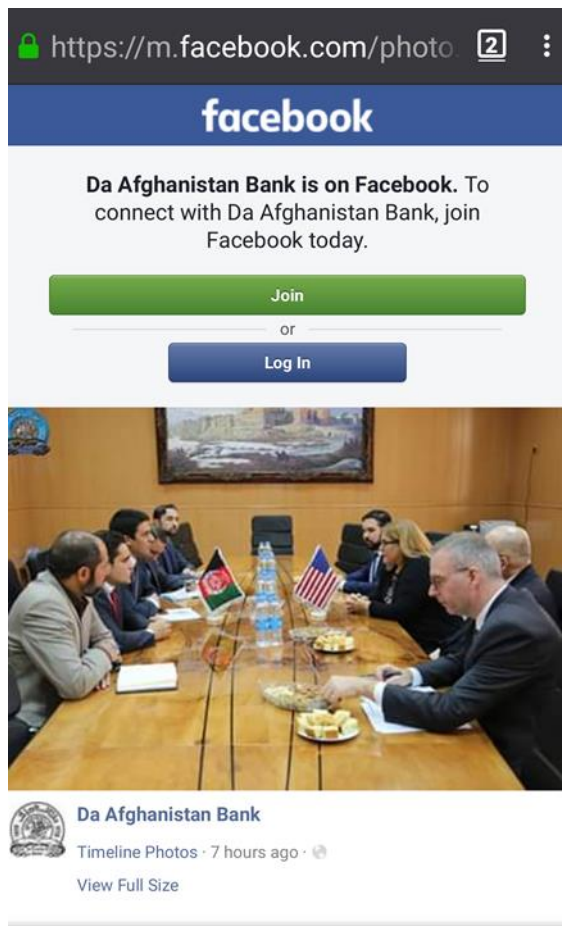 https://m.facebook.com/photo. 2
facebook
Da Afghanistan Bank is on Facebook. To
connect with Da Afghanistan Bank, join
Facebook today.
Join
or
Log In
Da Afghanistan Bank
Timeline Photos · 7 hours ago ·
View Full Size